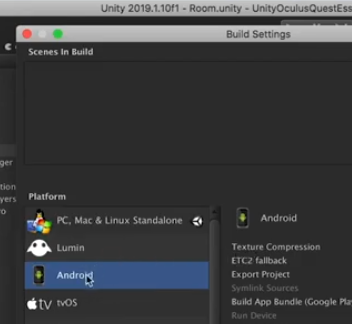 Unity 2019.1.10f1 - Room.unity - UnityOculusQuestEss
Build Settings
Scenes In Build
ger
tion
yers
ro
Platform
PC, Mac & Linux Standalone
Lumin
Android
tvOS
Android
Texture Compression
ETC2 fallback
Export Project
Symlink Sources
Build App Bundle (Google Pla
Run Device